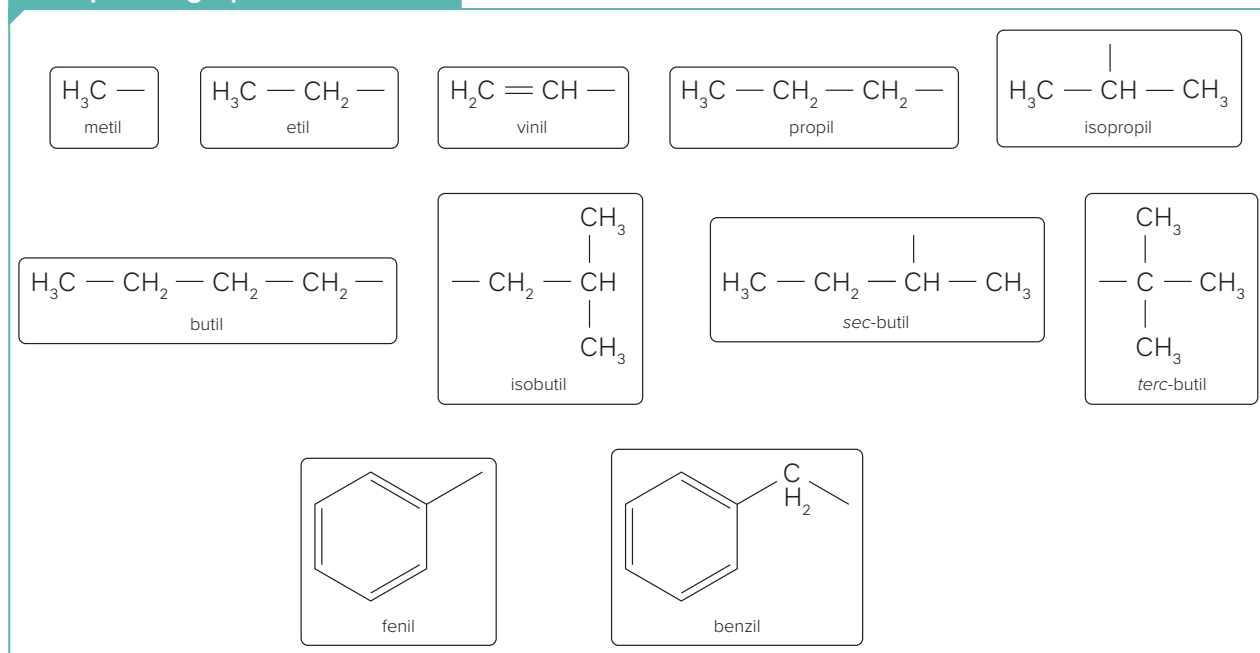 H₃C —
metil
H₃C — CH₂ —
etil
H₂C = CH —
vinil
H₃C — CH₂ — CH₂ —
propil
H₃C — CH — CH₃
isopropil
H₃C — CH₂ — CH₂ — CH₂ —
butil
CH₃
— CH₂ — CH
CH₃
isobutil
H₃C — CH₂ — CH — CH₃
sec-butil
CH₃
— C — CH₃
CH₃
terc-butil
fenil
C
H₂
benzil